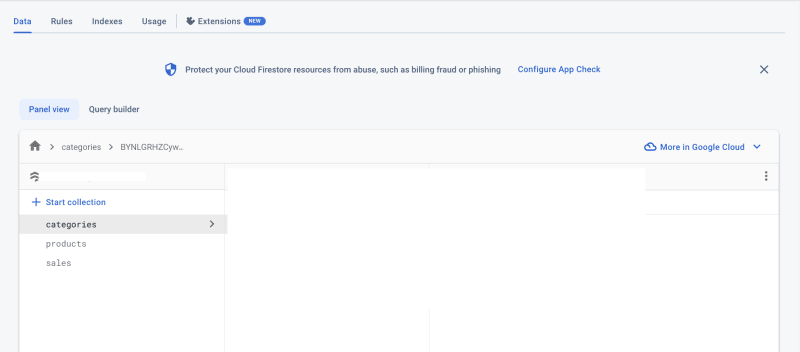 Data Rules Indexes Usage Extensions NEW
Protect your Cloud Firestore resources from abuse, such as billing fraud or phishing Configure App Check
Panel view Query builder
categories BYNLGRHZCyw... More in Google Cloud
Start collection
categories
products
sales